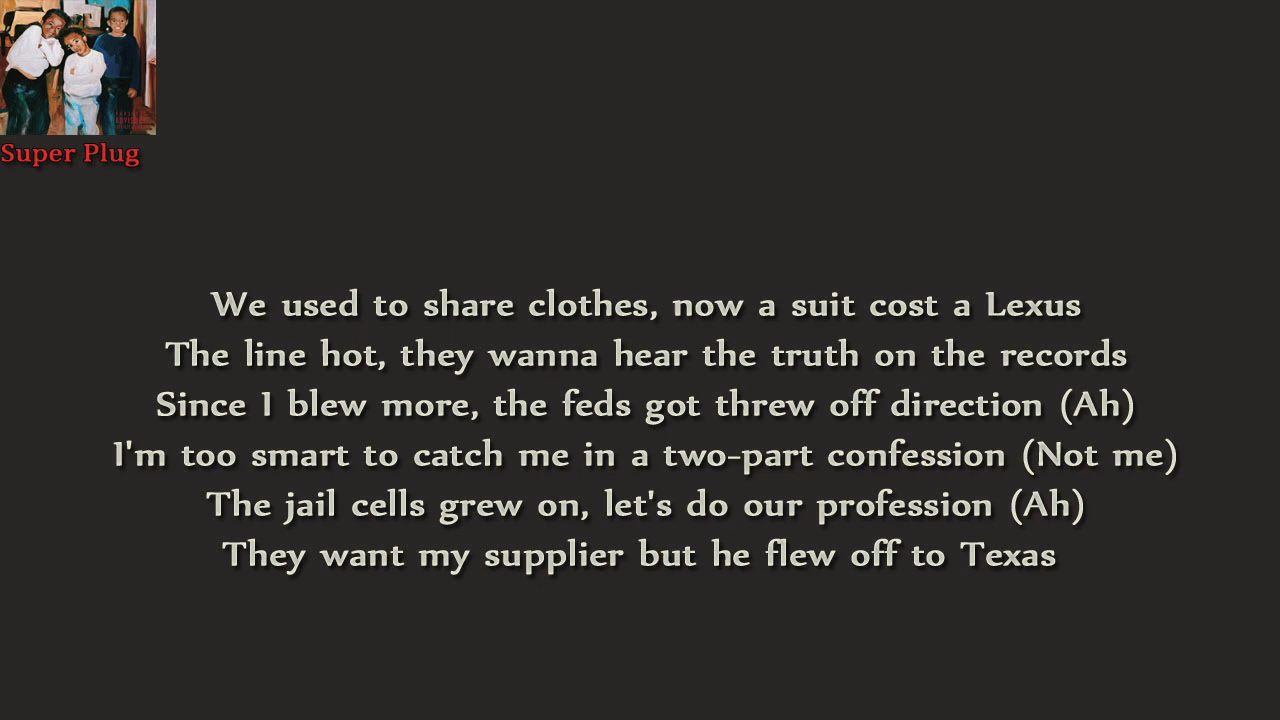 Super Plug
We used to share clothes, now a suit cost a Lexus
The line hot, they wanna hear the truth on the records
Since I blew more, the feds got threw off direction (Ah)
I'm too smart to catch me in a two-part confession (Not me)
The jail cells grew on, let's do our profession (Ah)
They want my supplier but he flew off to Texas